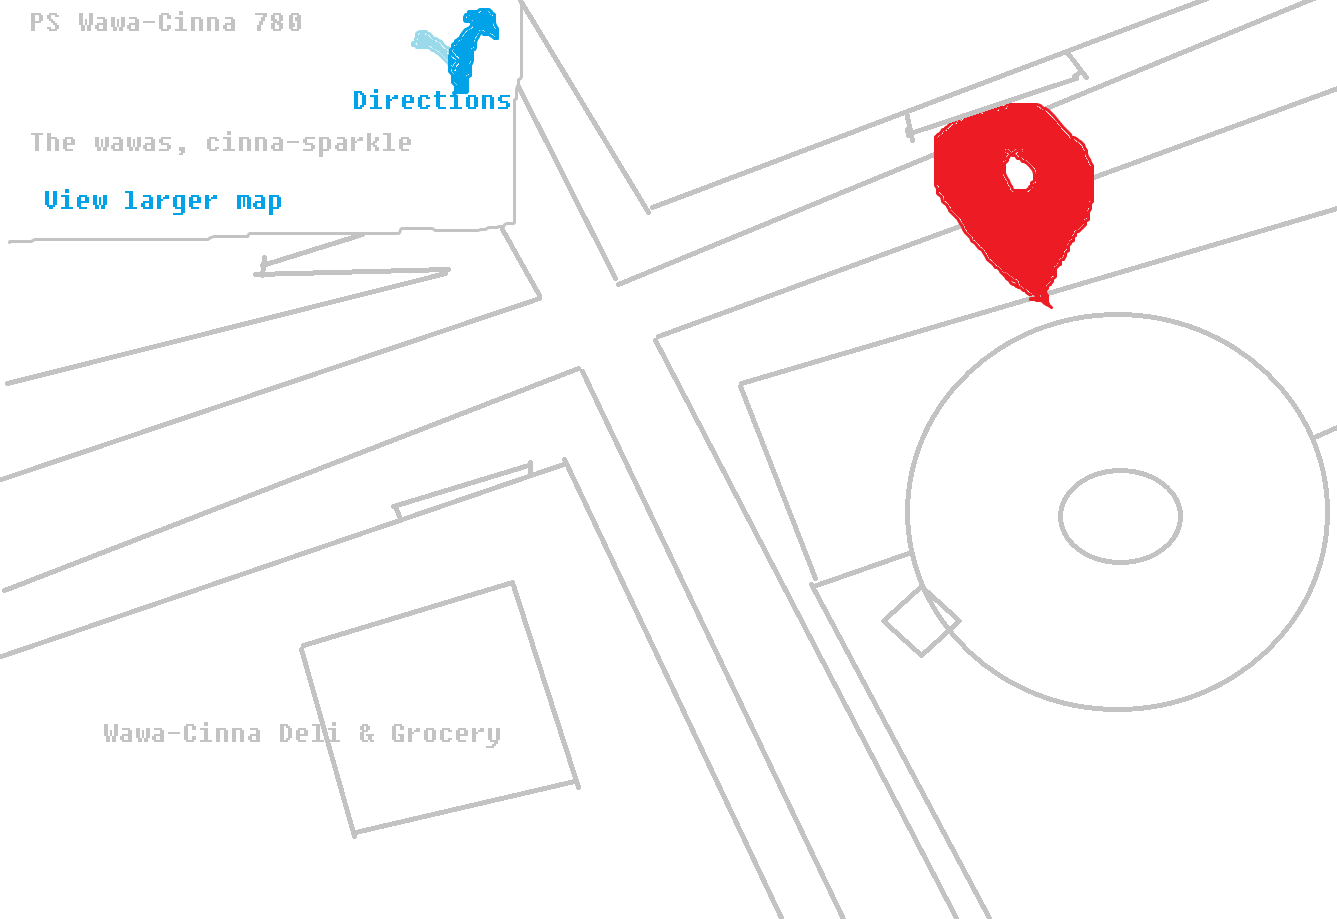 PS Wawa-Cinna 780
Directions
The wawas, cinna-sparkle
View larger map
Wawa-Cinna Deli & Grocery